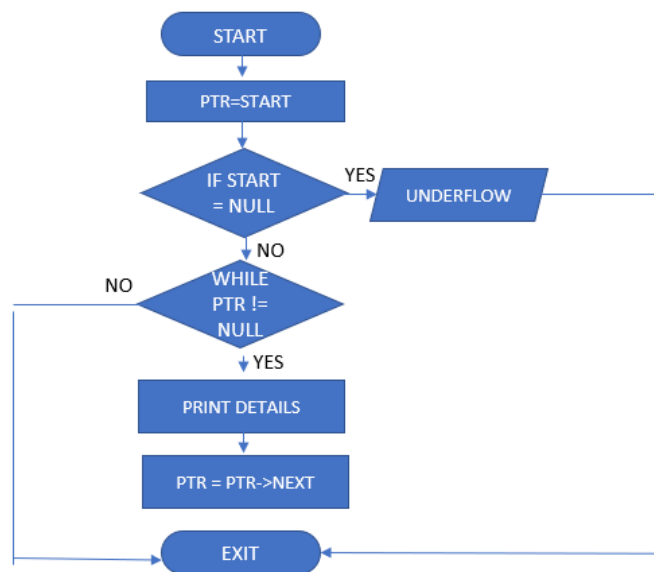 START
PTR=START
IF START
= NULL
YES
UNDERFLOW
NO
NO
WHILE
PTR !=
NULL
YES
PRINT DETAILS
PTR = PTR->NEXT
EXIT